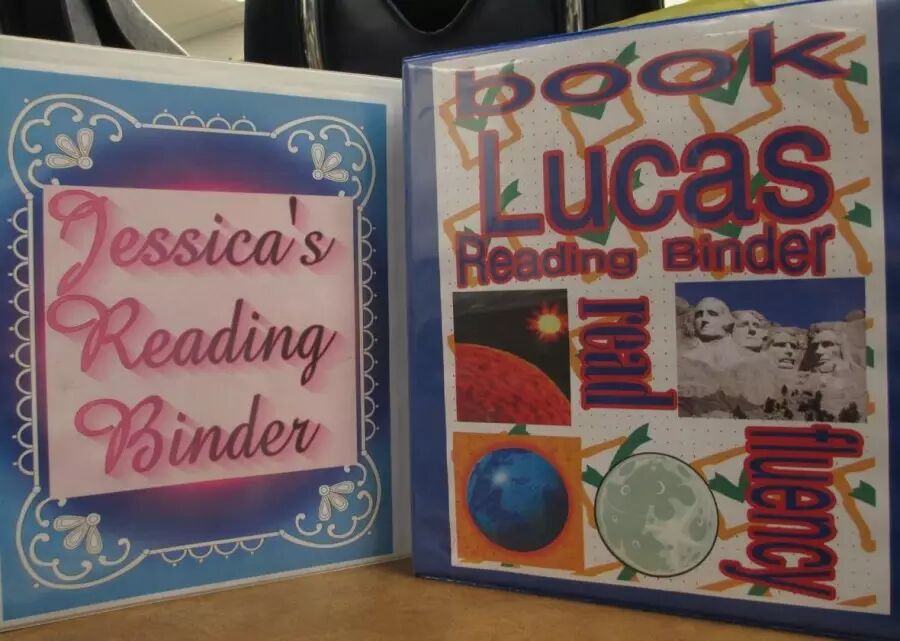 Jessica's
Reading
Binder
book
Lucas
Reading Binder
read
fluency